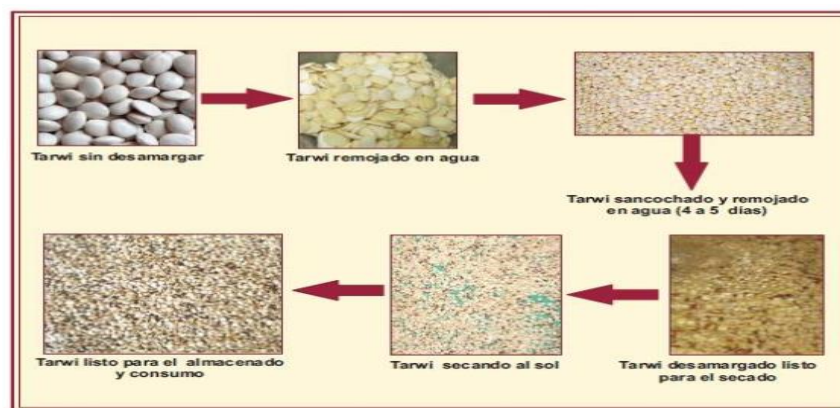 Tarwi sin desamargar
Tarwi remojado en agua
Tarwi sancochado y remojado
en agua (4 a 5 dias)
Tarwi desamargado listo
para el secado
Tarwi secando al sol
Tarwi listo para el almacenado
y consumo